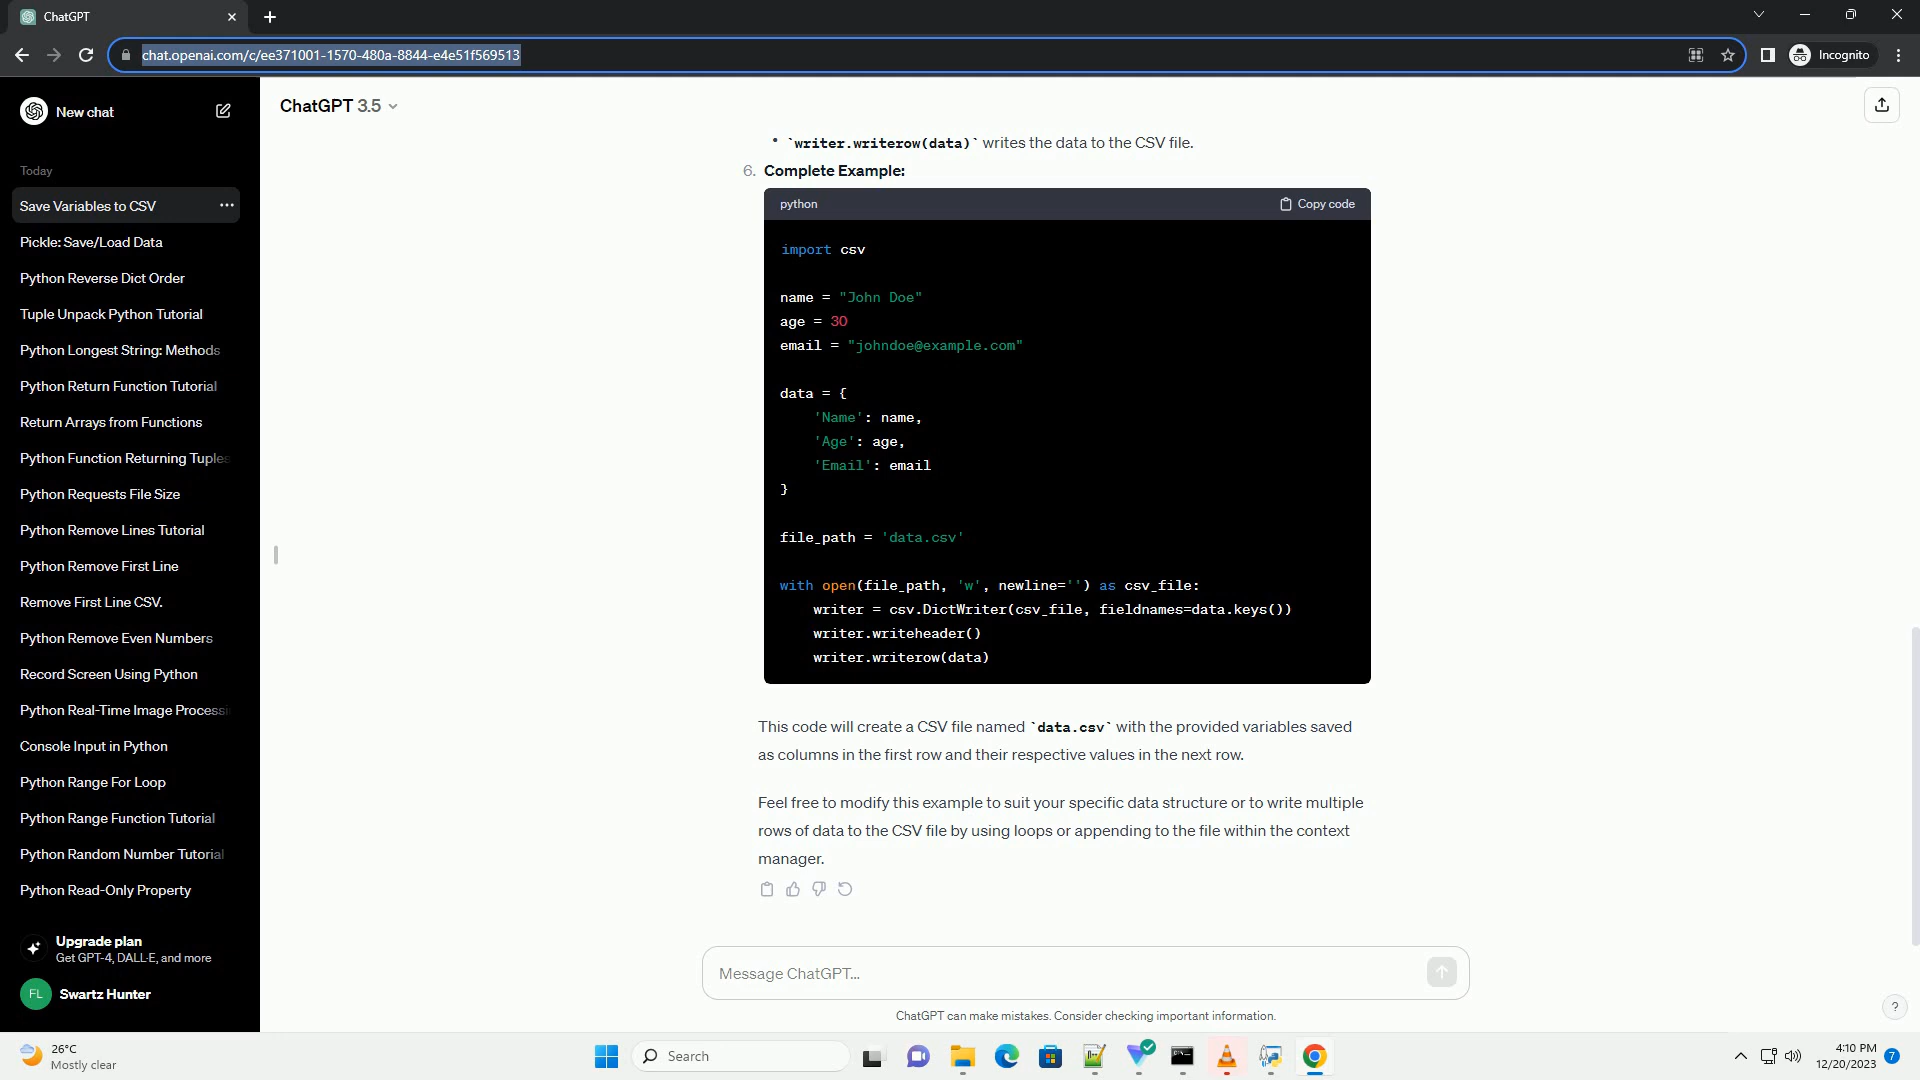 ChatGPT
chat.openai.com/c/ee371001-1570-480a-8844-e4e51f569513
Incognito
New chat
Today
Save Variables to CSV
Pickle: Save/Load Data
Python Reverse Dict Order
Tuple Unpack Python Tutorial
Python Longest String: Methods
Python Return Function Tutorial
Return Arrays from Functions
Python Function Returning Tuples
Python Requests File Size
Python Remove Lines Tutorial
Python Remove First Line
Remove First Line CSV.
Python Remove Even Numbers
Record Screen Using Python
Python Real-Time Image Processi
Console Input in Python
Python Range For Loop
Python Range Function Tutorial
Python Random Number Tutorial
Python Read-Only Property
Upgrade plan
Get GPT-4, DALL·E, and more
FL
Swartz Hunter
ChatGPT 3.5
• `writer.writerow(data)` writes the data to the CSV file.
6. Complete Example:
python
Copy code
import csv
name = "John Doe"
age = 30
email = "johndoe@example.com"
data = {
'Name': name,
'Age': age,
'Email': email
}
file_path = 'data.csv'
with open(file_path, 'w', newline='') as csv_file:
writer = csv.DictWriter(csv_file, fieldnames=data.keys())
writer.writeheader()
writer.writerow(data)
This code will create a CSV file named `data.csv` with the provided variables saved
as columns in the first row and their respective values in the next row.
Feel free to modify this example to suit your specific data structure or to write multiple
rows of data to the CSV file by using loops or appending to the file within the context
manager.
Message ChatGPT...
ChatGPT can make mistakes. Consider checking important information.
?
26°C
Mostly clear
Search
4:10 PM
12/20/2023
7